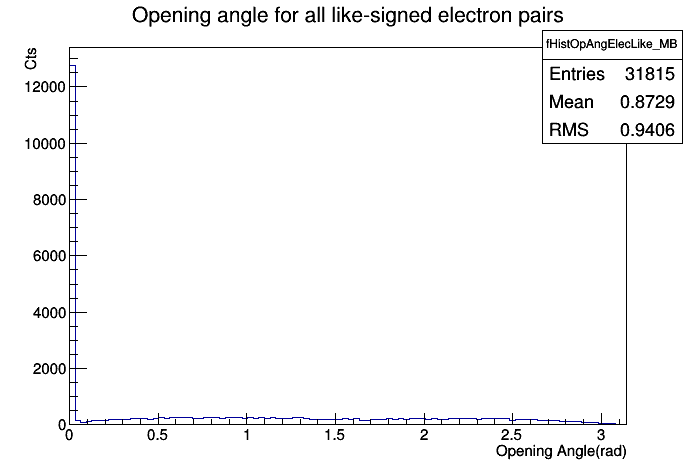 Opening angle for all like-signed electron pairs
fHistOpAngElecLike_MB
Entries 31815
Mean 0.8729
RMS 0.9406
Cts
12000
10000
8000
6000
4000
2000
0
0 0.5 1 1.5 2 2.5 3
Opening Angle(rad)